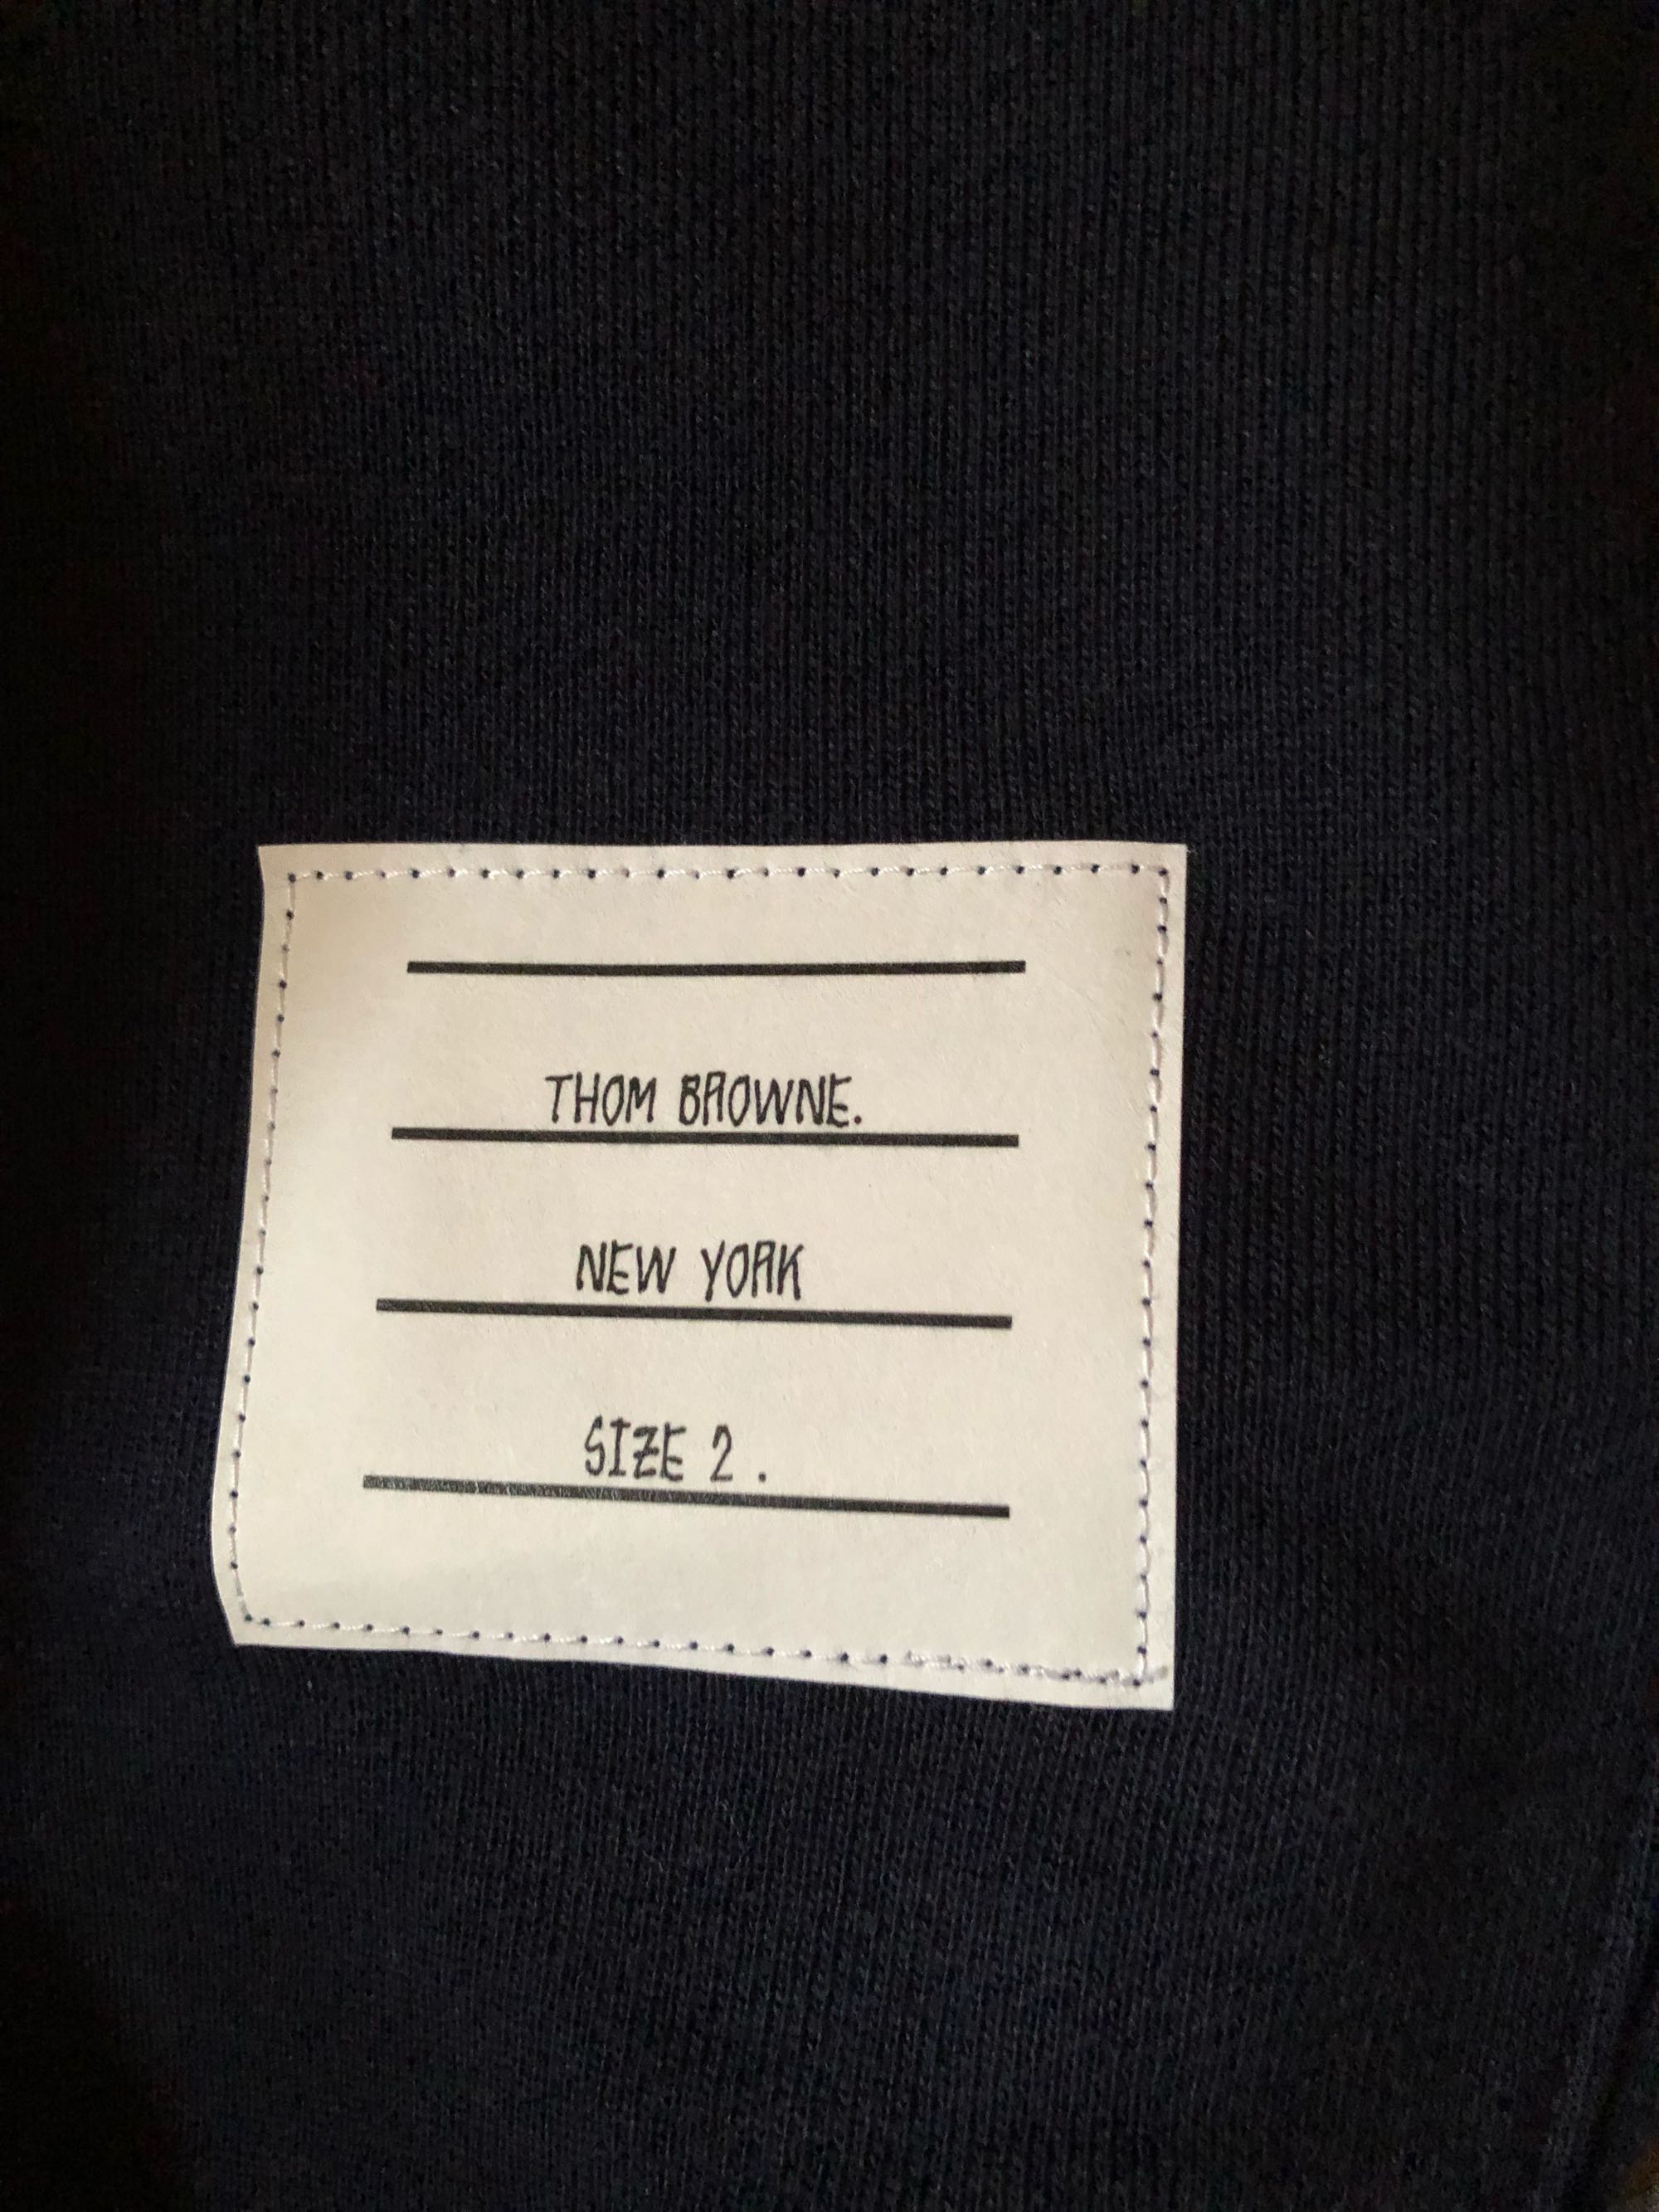 THOM BROWNE.
NEW YORK
SIZE 2.